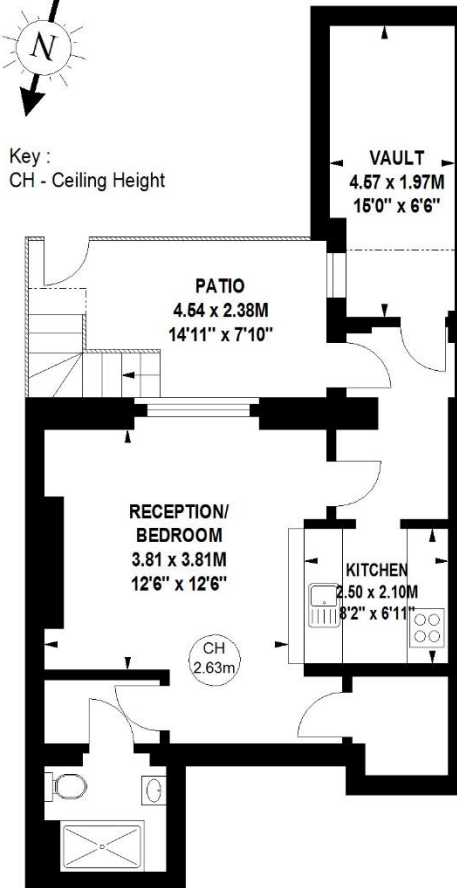 N
Key :
CH - Ceiling Height
VAULT
4.57 x 1.97M
15'0" x 6'6"
PATIO
4.54 x 2.38M
14'11" x 7'10"
RECEPTION/
BEDROOM
3.81 x 3.81M
12'6" x 12'6"
KITCHEN
2.50 x 2.10M
8'2" x 6'11"
CH
2.63m